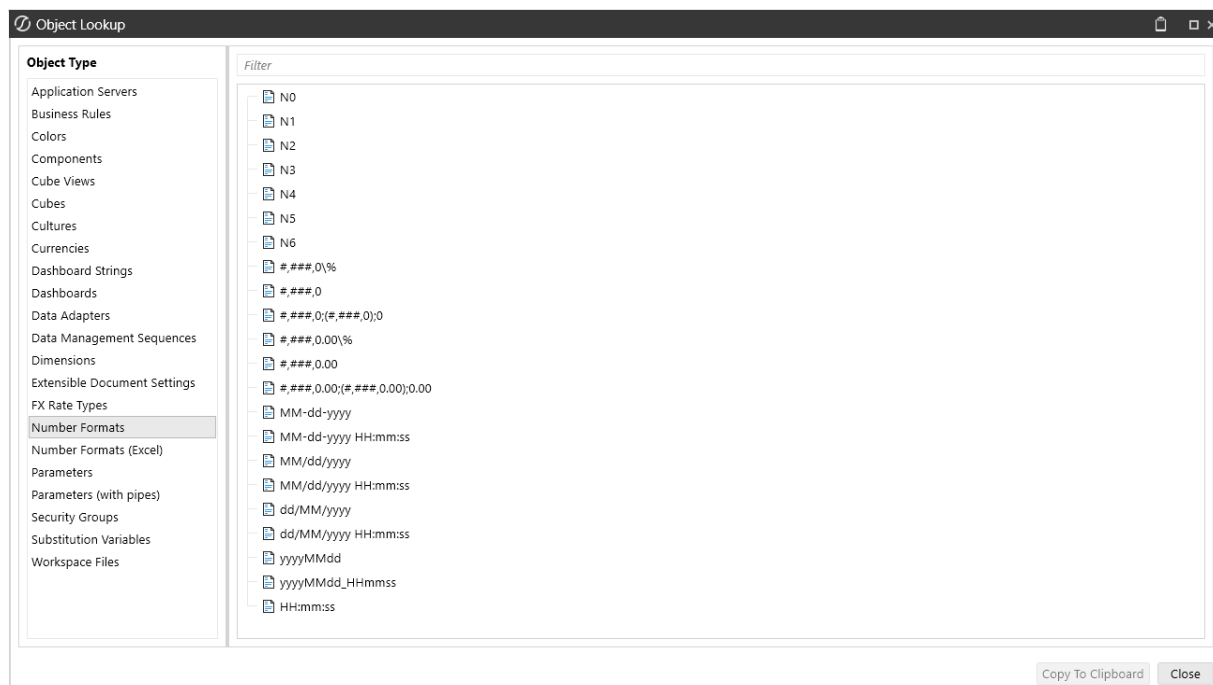 Object Lookup
Object Type
Application Servers
Business Rules
Colors
Components
Cube Views
Cubes
Cultures
Currencies
Dashboard Strings
Dashboards
Data Adapters
Data Management Sequences
Dimensions
Extensible Document Settings
FX Rate Types
Number Formats
Number Formats (Excel)
Parameters
Parameters (with pipes)
Security Groups
Substitution Variables
Workspace Files
Filter
N0
N1
N2
N3
N4
N5
N6
#,###,0\%
#,###,0
#,###,0;(#,###,0);0
#,###,0.00\%
#,###,0.00
#,###,0.00;(#,###,0.00);0.00
MM-dd-yyyy
MM-dd-yyyy HH:mm:ss
MM/dd/yyyy
MM/dd/yyyy HH:mm:ss
dd/MM/yyyy
dd/MM/yyyy HH:mm:ss
yyyyMMdd
yyyyMMdd_HHmmss
HH:mm:ss
Copy To Clipboard
Close